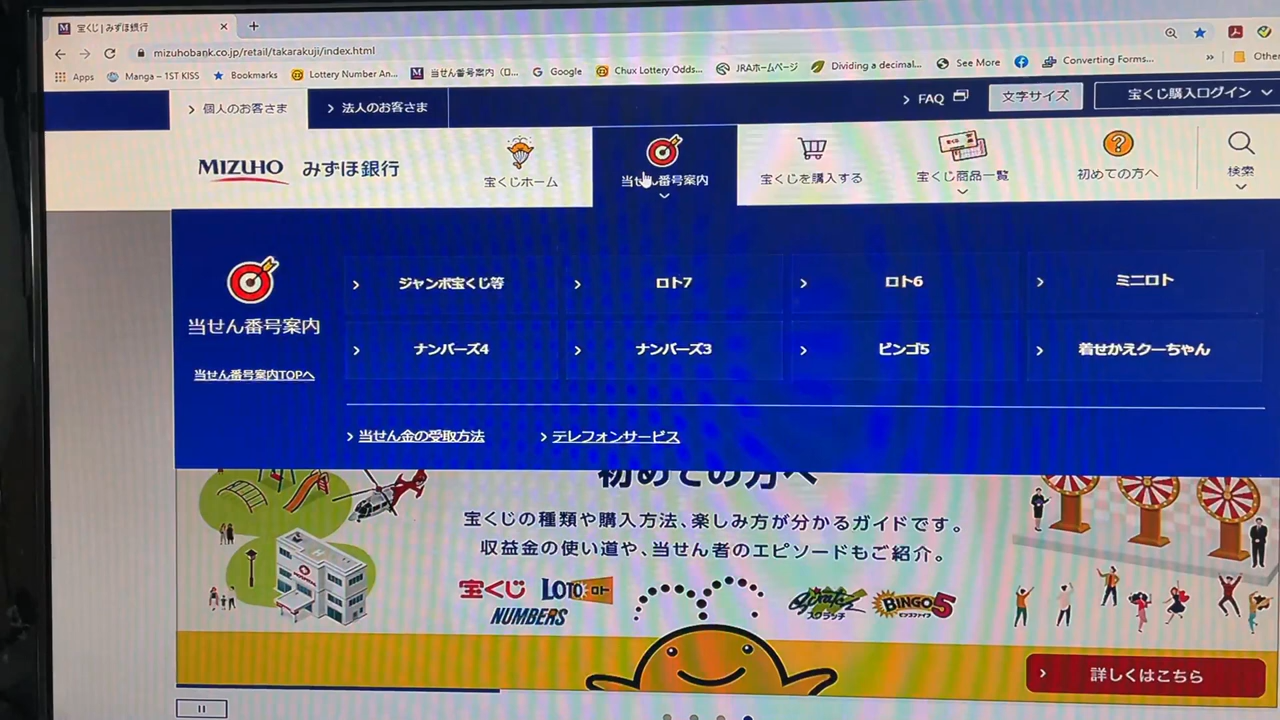 宝くじ | みずほ銀行
mizuhobank.co.jp/retail/takarakuji/index.html
Apps Manga – 1ST KISS Bookmarks Lottery Number An... 当せん番号案内（ロ... Google Chux Lottery Odds... JRAホームページ Dividing a decimal... See More Converting Forms... » Other
個人のお客さま 法人のお客さま FAQ 文字サイズ 宝くじ購入ログイン
MIZUHO みずほ銀行 宝くじホーム 当せん番号案内 宝くじを購入する 宝くじ商品一覧 初めての方へ 検索
当せん番号案内
当せん番号案内TOPへ
ジャンボ宝くじ等 ロト7 ロト6 ミニロト
ナンバーズ4 ナンバーズ3 ビンゴ5 着せかえクーちゃん
当せん金の受取方法 テレフォンサービス
初めての方へ
宝くじの種類や購入方法、楽しみ方が分かるガイドです。
収益金の使い道や、当せん者のエピソードもご紹介。
宝くじ LOTO ロト スクラッチ BINGO5
NUMBERS
詳しくはこちら